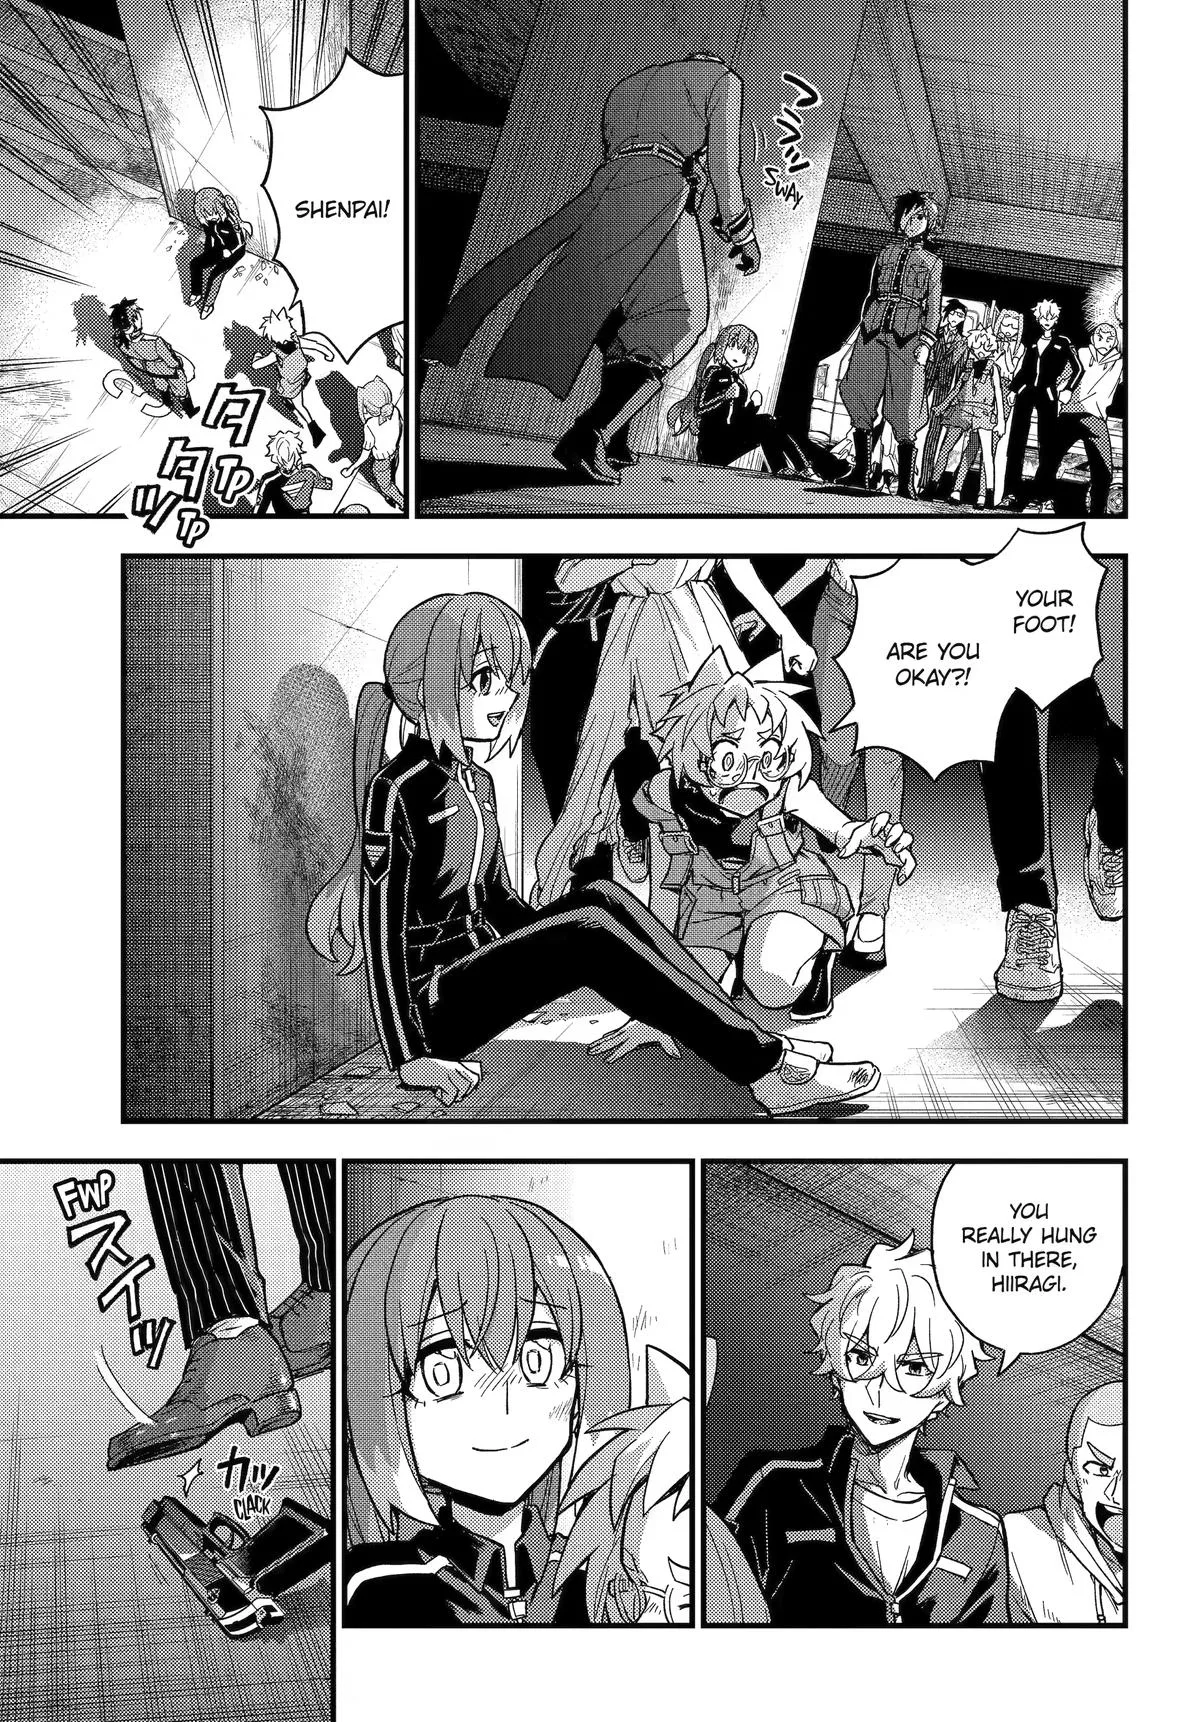 フラッ
SWAY
SHENPAI!
タタッ
TP TP TP
YOUR
FOOT!
ARE YOU
OKAY?!
YOU
REALLY HUNG
IN THERE,
HIIRAGI.
FWP
スイッ
カッ
CLACK